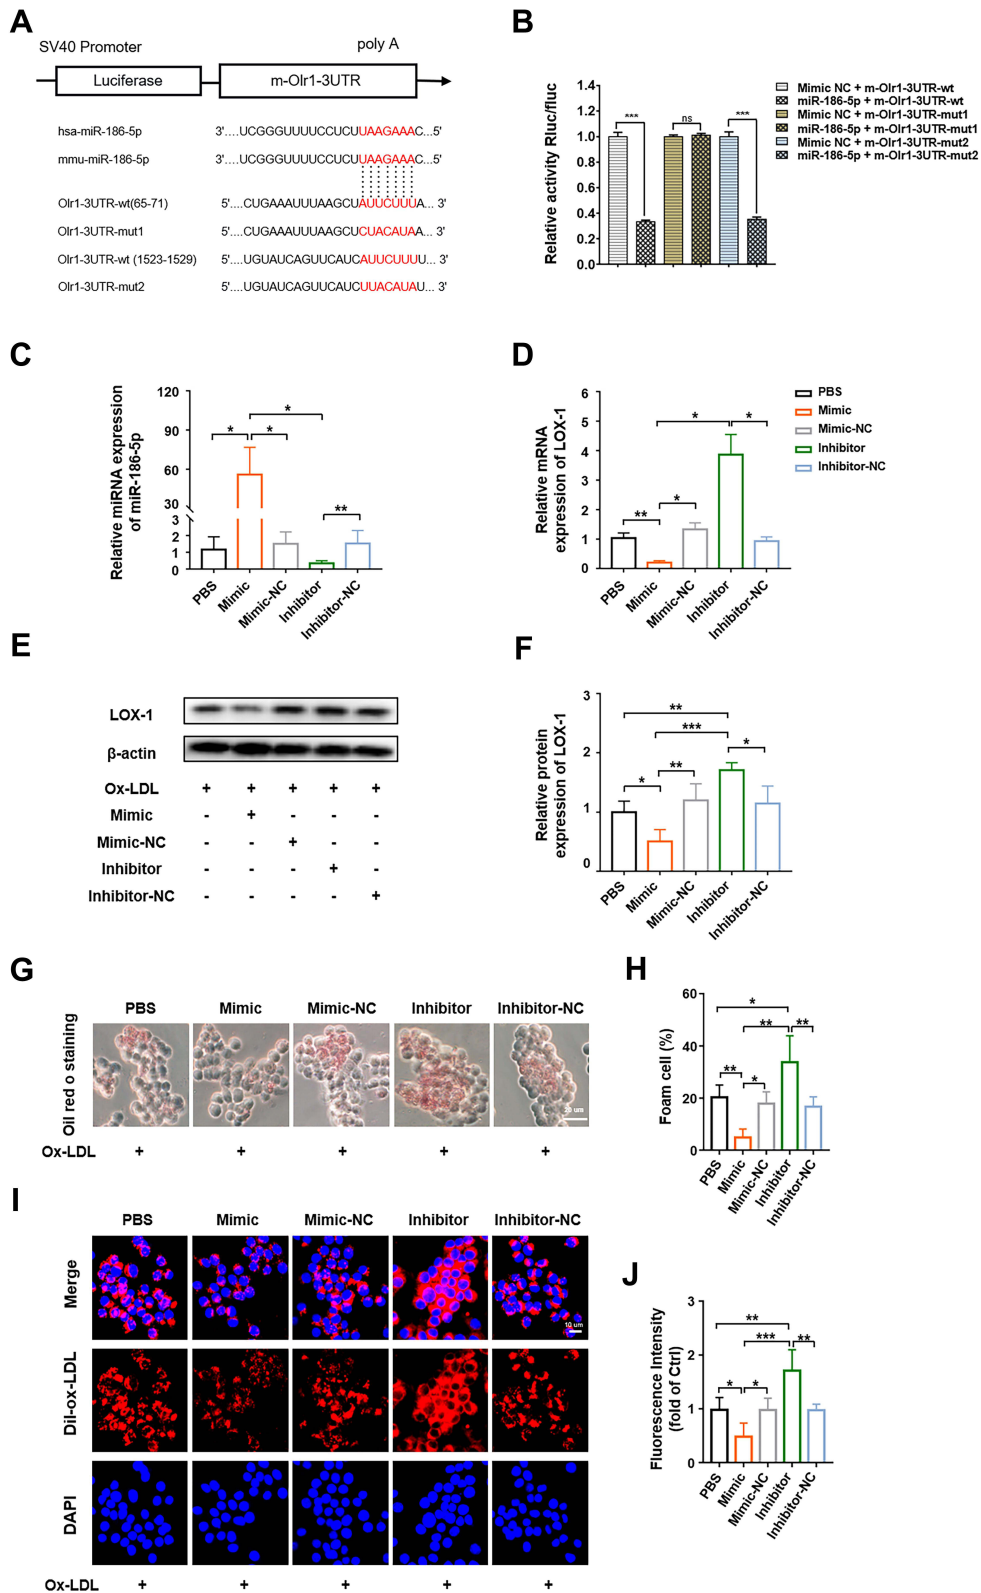 A
SV40 Promoter
poly A
Luciferase
m-Olr1-3UTR
hsa-miR-186-5p 3'....UCGGGUUUUCCUCUUAAGAAAC...5'
mmu-miR-186-5p 3'....UCGGGUUUUCCUCUUAAGAAAC...5'
Olr1-3UTR-wt(65-71) 5'....CUGAAAUUUAAGCUAUUCUUUA... 3'
Olr1-3UTR-mut1 5'....CUGAAAUUUAAGCUCUACAUAA... 3'
Olr1-3UTR-wt (1523-1529) 5'....UGUAUCAGUUCAUCAUUCUUUU... 3'
Olr1-3UTR-mut2 5'....UGUAUCAGUUCAUCUUACAUAU... 3'
B
Relative activity Rluc/fluc
1.4
1.2
1.0
0.8
0.6
0.4
0.2
0.0
***
ns
***
Mimic NC + m-Olr1-3UTR-wt
miR-186-5p + m-Olr1-3UTR-wt
Mimic NC + m-Olr1-3UTR-mut1
miR-186-5p + m-Olr1-3UTR-mut1
Mimic NC + m-Olr1-3UTR-mut2
miR-186-5p + m-Olr1-3UTR-mut2
C
Relative miRNA expression
of miR-186-5p
120
90
60
30
3
2
1
0
*
*
*
**
PBS
Mimic
Mimic-NC
Inhibitor
Inhibitor-NC
D
Relative mRNA
expression of LOX-1
6
5
4
3
2
1
0
**
*
*
*
PBS
Mimic
Mimic-NC
Inhibitor
Inhibitor-NC
PBS
Mimic
Mimic-NC
Inhibitor
Inhibitor-NC
E
LOX-1
β-actin
Ox-LDL + + + + +
Mimic - + - - -
Mimic-NC - - + - -
Inhibitor - - - + -
Inhibitor-NC - - - - +
F
Relative protein
expression of LOX-1
3
2
1
0
**
***
*
**
*
PBS
Mimic
Mimic-NC
Inhibitor
Inhibitor-NC
G
PBS Mimic Mimic-NC Inhibitor Inhibitor-NC
Oil red o staining
20 um
Ox-LDL + + + + +
H
Foam cell (%)
60
40
20
0
*
**
**
**
*
PBS
Mimic
Mimic-NC
Inhibitor
Inhibitor-NC
I
PBS Mimic Mimic-NC Inhibitor Inhibitor-NC
Merge
10 um
Dil-ox-LDL
DAPI
Ox-LDL + + + + +
J
Fluorescence Intensity
(fold of Ctrl)
3
2
1
0
**
***
**
*
*
PBS
Mimic
Mimic-NC
Inhibitor
Inhibitor-NC